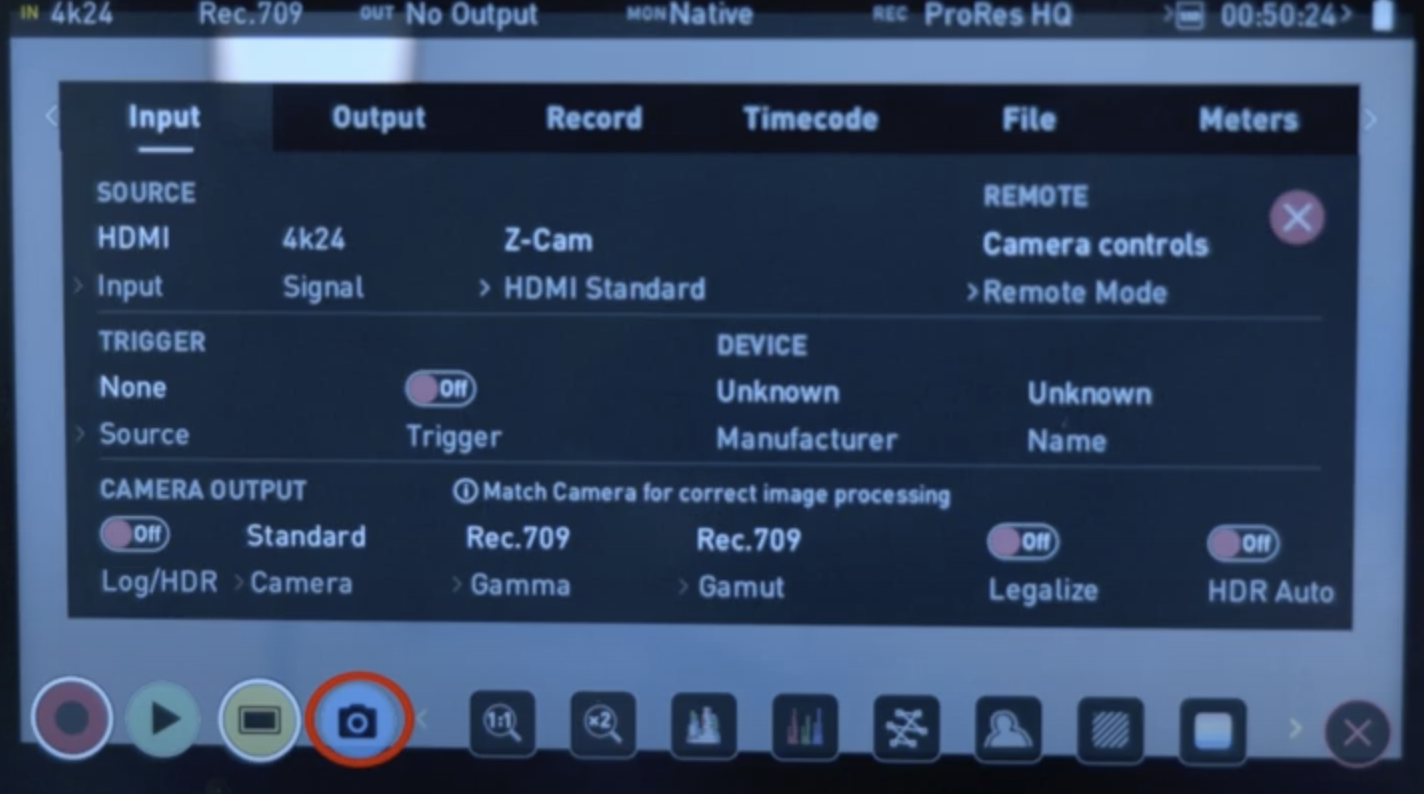 IN 4k24 Rec.709 OUT No Output MON Native REC ProRes HQ 00:50:24
Input Output Record Timecode File Meters
SOURCE REMOTE
HDMI 4k24 Z-Cam Camera controls
Input Signal HDMI Standard Remote Mode
TRIGGER DEVICE
None Off Unknown Unknown
Source Trigger Manufacturer Name
CAMERA OUTPUT Match Camera for correct image processing
Off Standard Rec.709 Rec.709 Off Off
Log/HDR Camera Gamma Gamut Legalize HDR Auto
1:1 x2